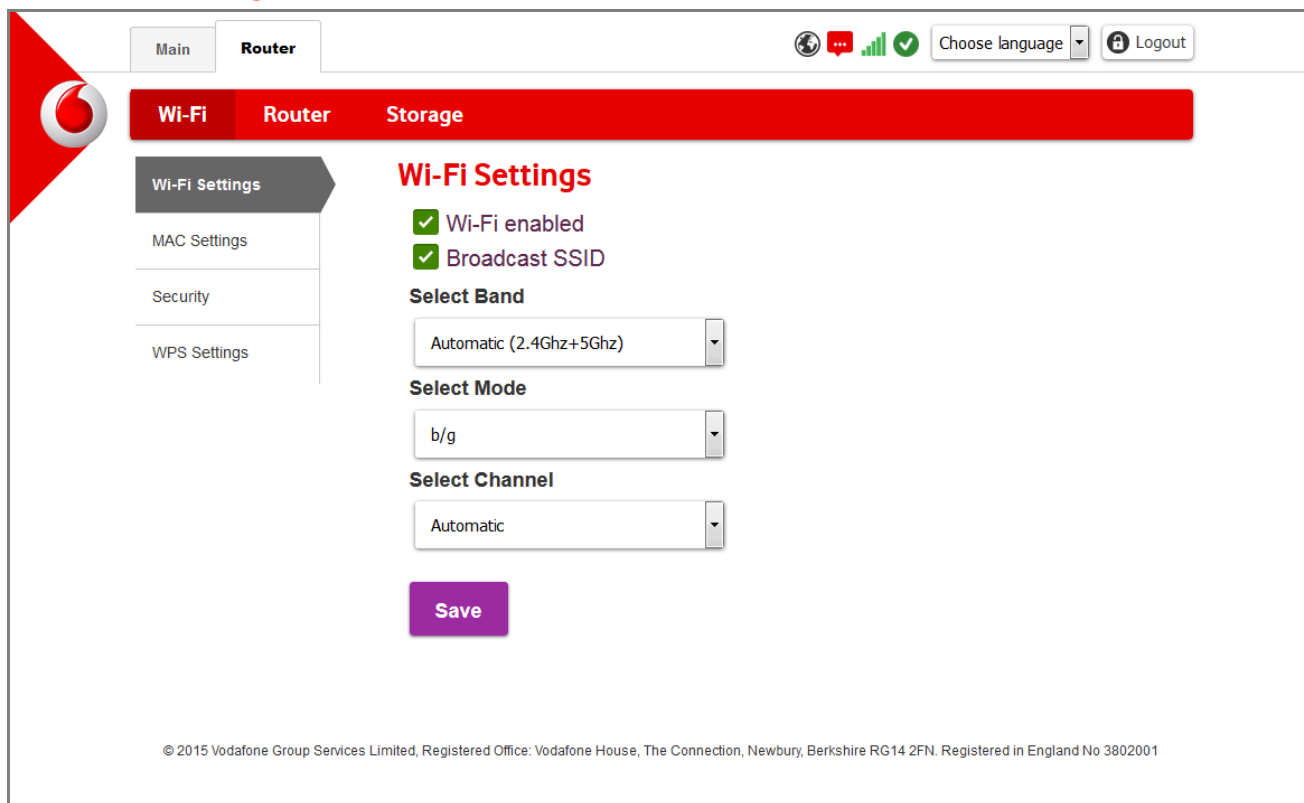 Main
Router
Choose language
Logout
Wi-Fi
Router
Storage
Wi-Fi Settings
MAC Settings
Security
WPS Settings
Wi-Fi Settings
Wi-Fi enabled
Broadcast SSID
Select Band
Automatic (2.4Ghz+5Ghz)
Select Mode
b/g
Select Channel
Automatic
Save
© 2015 Vodafone Group Services Limited, Registered Office: Vodafone House, The Connection, Newbury, Berkshire RG14 2FN. Registered in England No 3802001